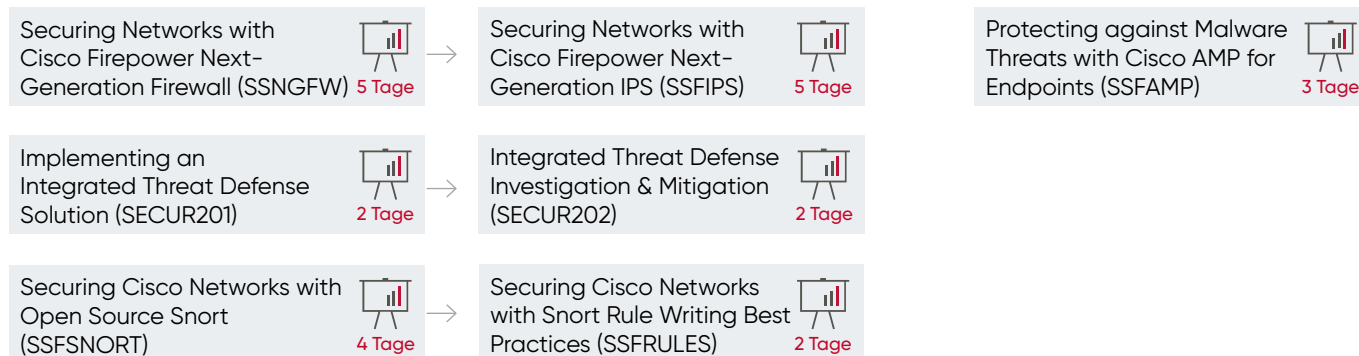 Securing Networks with
Cisco Firepower Next-
Generation Firewall (SSNGFW)
5 Tage
Securing Networks with
Cisco Firepower Next-
Generation IPS (SSFIPS)
5 Tage
Protecting against Malware
Threats with Cisco AMP for
Endpoints (SSFAMP)
3 Tage
Implementing an
Integrated Threat Defense
Solution (SECUR201)
2 Tage
Integrated Threat Defense
Investigation & Mitigation
(SECUR202)
2 Tage
Securing Cisco Networks with
Open Source Snort
(SSFSNORT)
4 Tage
Securing Cisco Networks
with Snort Rule Writing Best
Practices (SSFRULES)
2 Tage